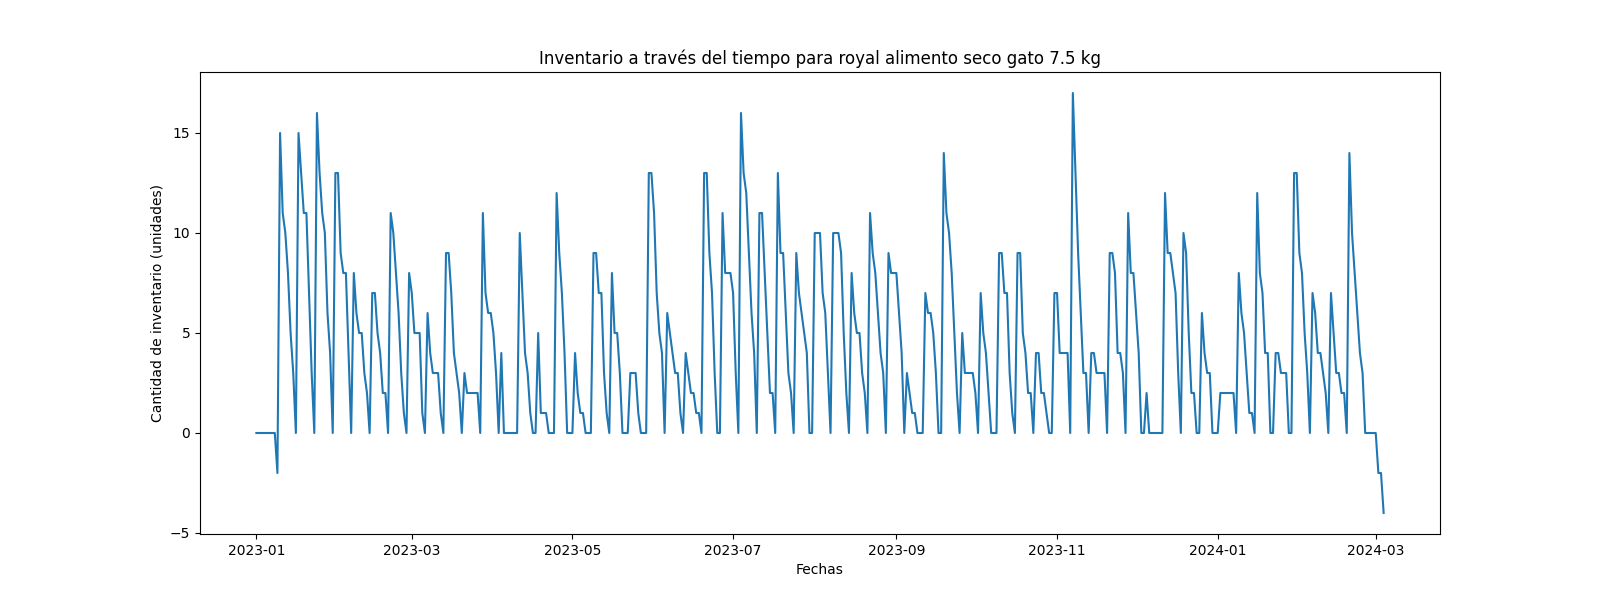 Inventario a través del tiempo para royal alimento seco gato 7.5 kg
Cantidad de inventario (unidades)
15
10
5
0
−5
2023-01 2023-03 2023-05 2023-07 2023-09 2023-11 2024-01 2024-03
Fechas